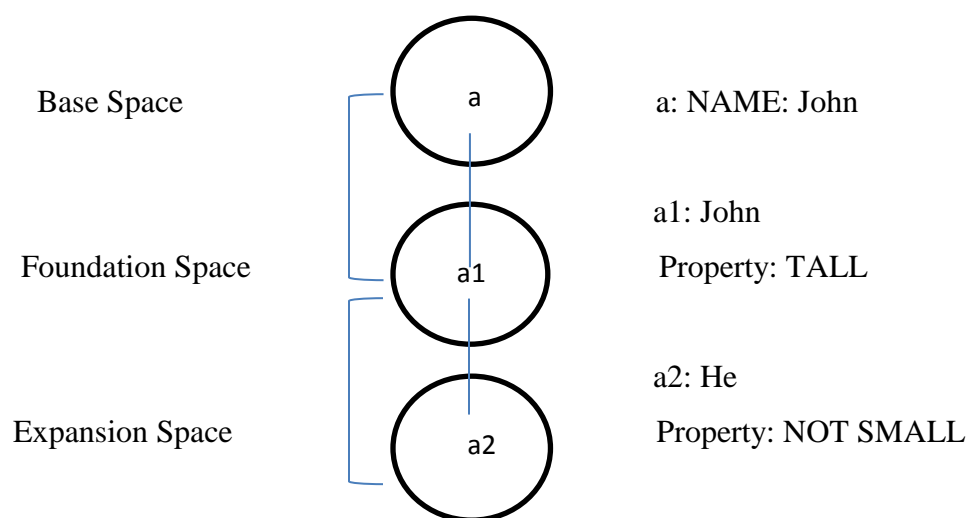 Base Space
a
a: NAME: John
a1: John
Foundation Space
a1
Property: TALL
a2: He
Expansion Space
a2
Property: NOT SMALL